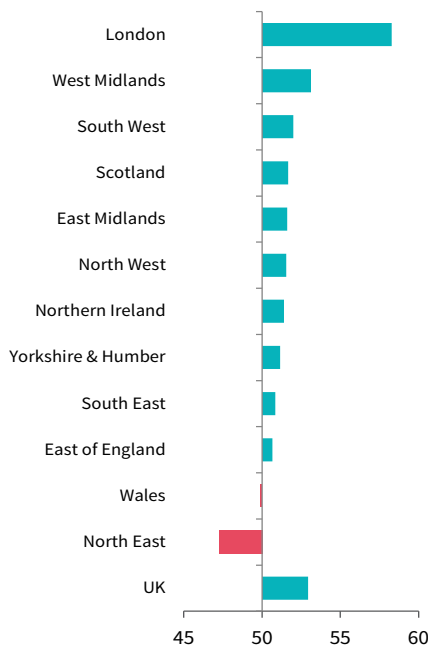 London
West Midlands
South West
Scotland
East Midlands
North West
Northern Ireland
Yorkshire & Humber
South East
East of England
Wales
North East
UK
45 50 55 60